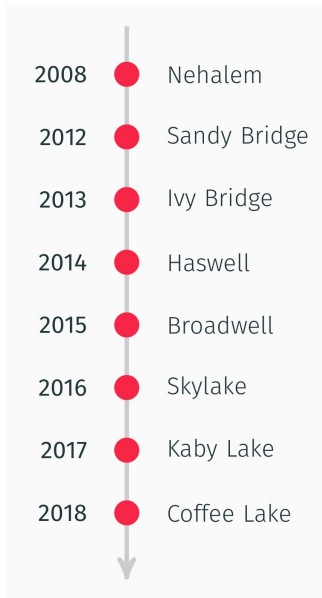 2008 Nehalem
2012 Sandy Bridge
2013 Ivy Bridge
2014 Haswell
2015 Broadwell
2016 Skylake
2017 Kaby Lake
2018 Coffee Lake